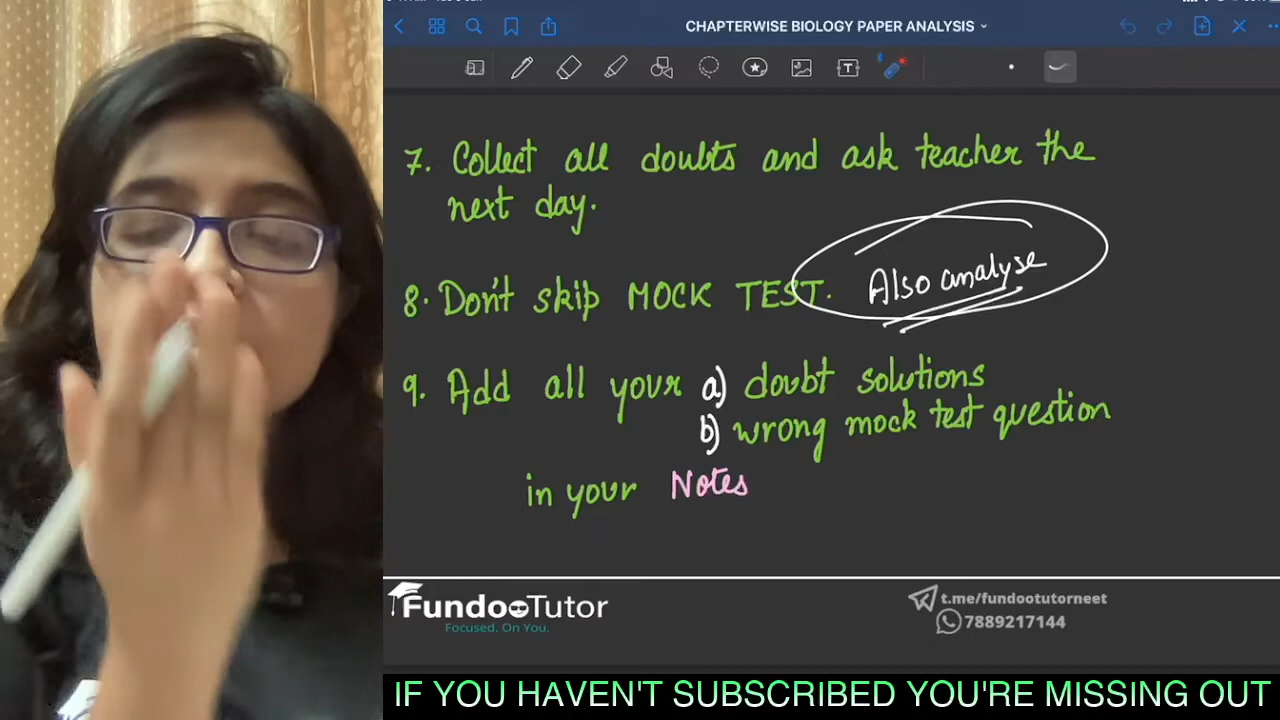 CHAPTERWISE BIOLOGY PAPER ANALYSIS
T
7. Collect all doubts and ask teacher the
next day.
8. Don't skip MOCK TEST. Also analyse
9. Add all your a) doubt solutions
b) wrong mock test question
in your Notes
FundooTutor
Focused. On You.
t.me/fundootutorneet
7889217144
IF YOU HAVEN'T SUBSCRIBED YOU'RE MISSING OUT